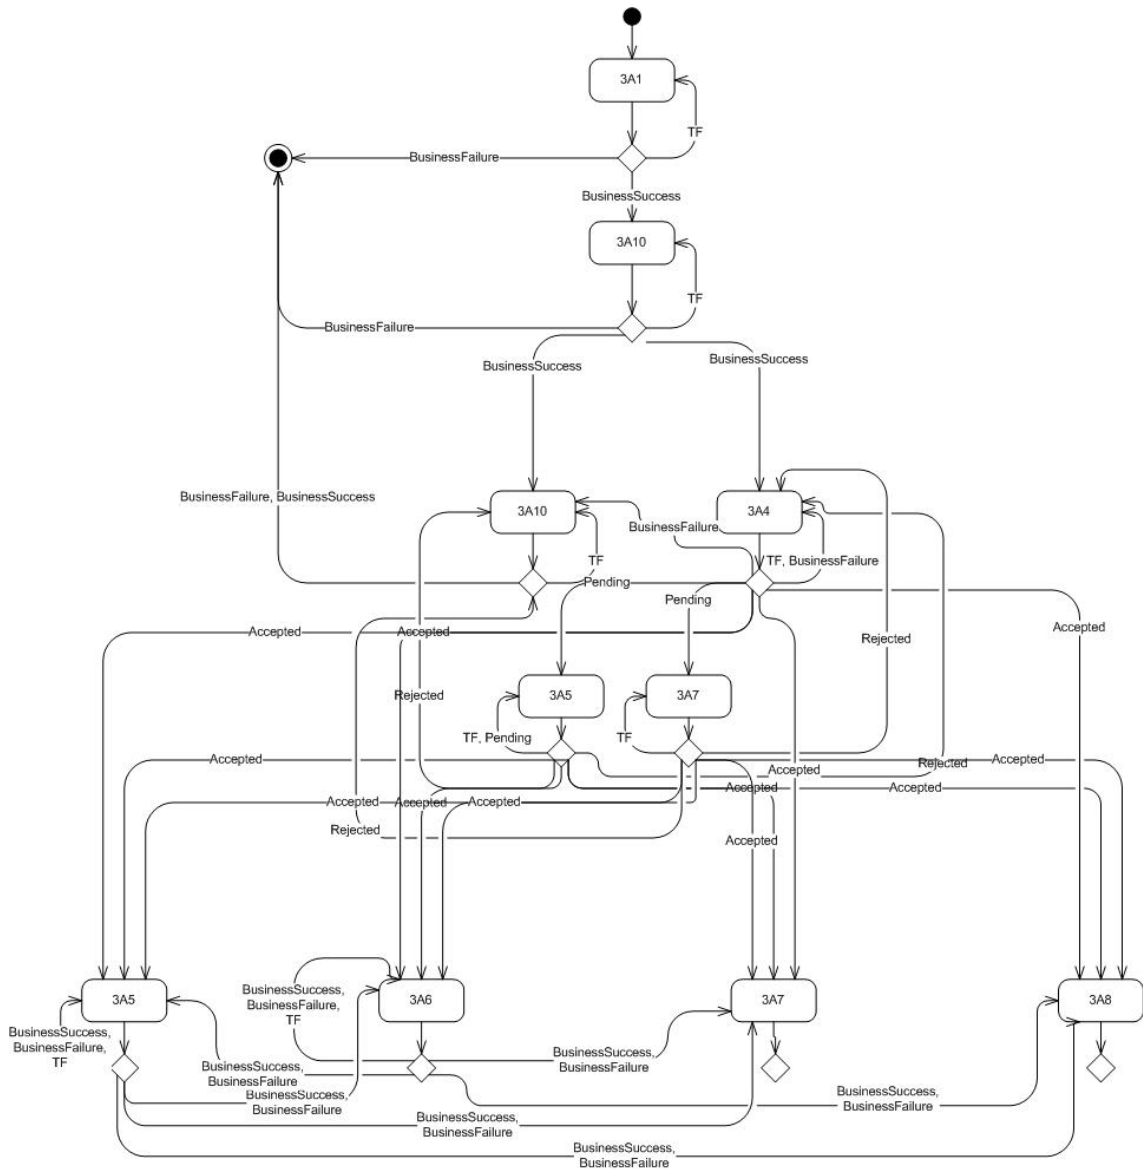 3A1
TF
BusinessFailure
BusinessSuccess
3A10
TF
BusinessFailure
BusinessSuccess
BusinessSuccess
BusinessFailure, BusinessSuccess
3A10
3A4
BusinessFailure
TF
TF, BusinessFailure
Pending
Pending
Accepted
Accepted
Accepted
Rejected
Rejected
3A5
3A7
TF, Pending
TF
Accepted
Rejected
Accepted
Accepted
Accepted
Accepted
Accepted
Accepted
Accepted
Rejected
Accepted
BusinessSuccess,
BusinessFailure,
TF
3A5
3A6
3A7
3A8
BusinessSuccess,
BusinessFailure,
TF
BusinessSuccess,
BusinessFailure
BusinessSuccess,
BusinessFailure
BusinessSuccess,
BusinessFailure
BusinessSuccess,
BusinessFailure
BusinessSuccess,
BusinessFailure
BusinessSuccess,
BusinessFailure